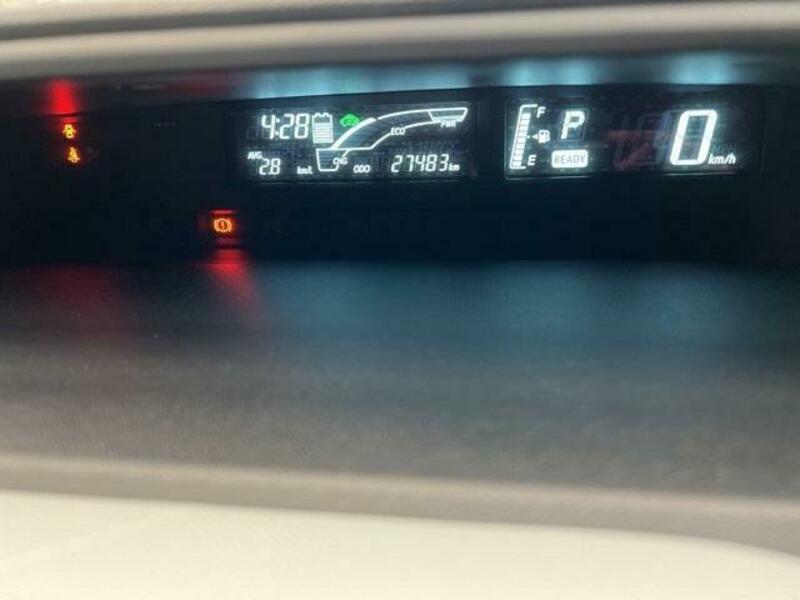 4:28
ECO
PWR
AVG
2.8 km/L
CHG
ODO 27483 km
F
E
P
READY
0 km/h